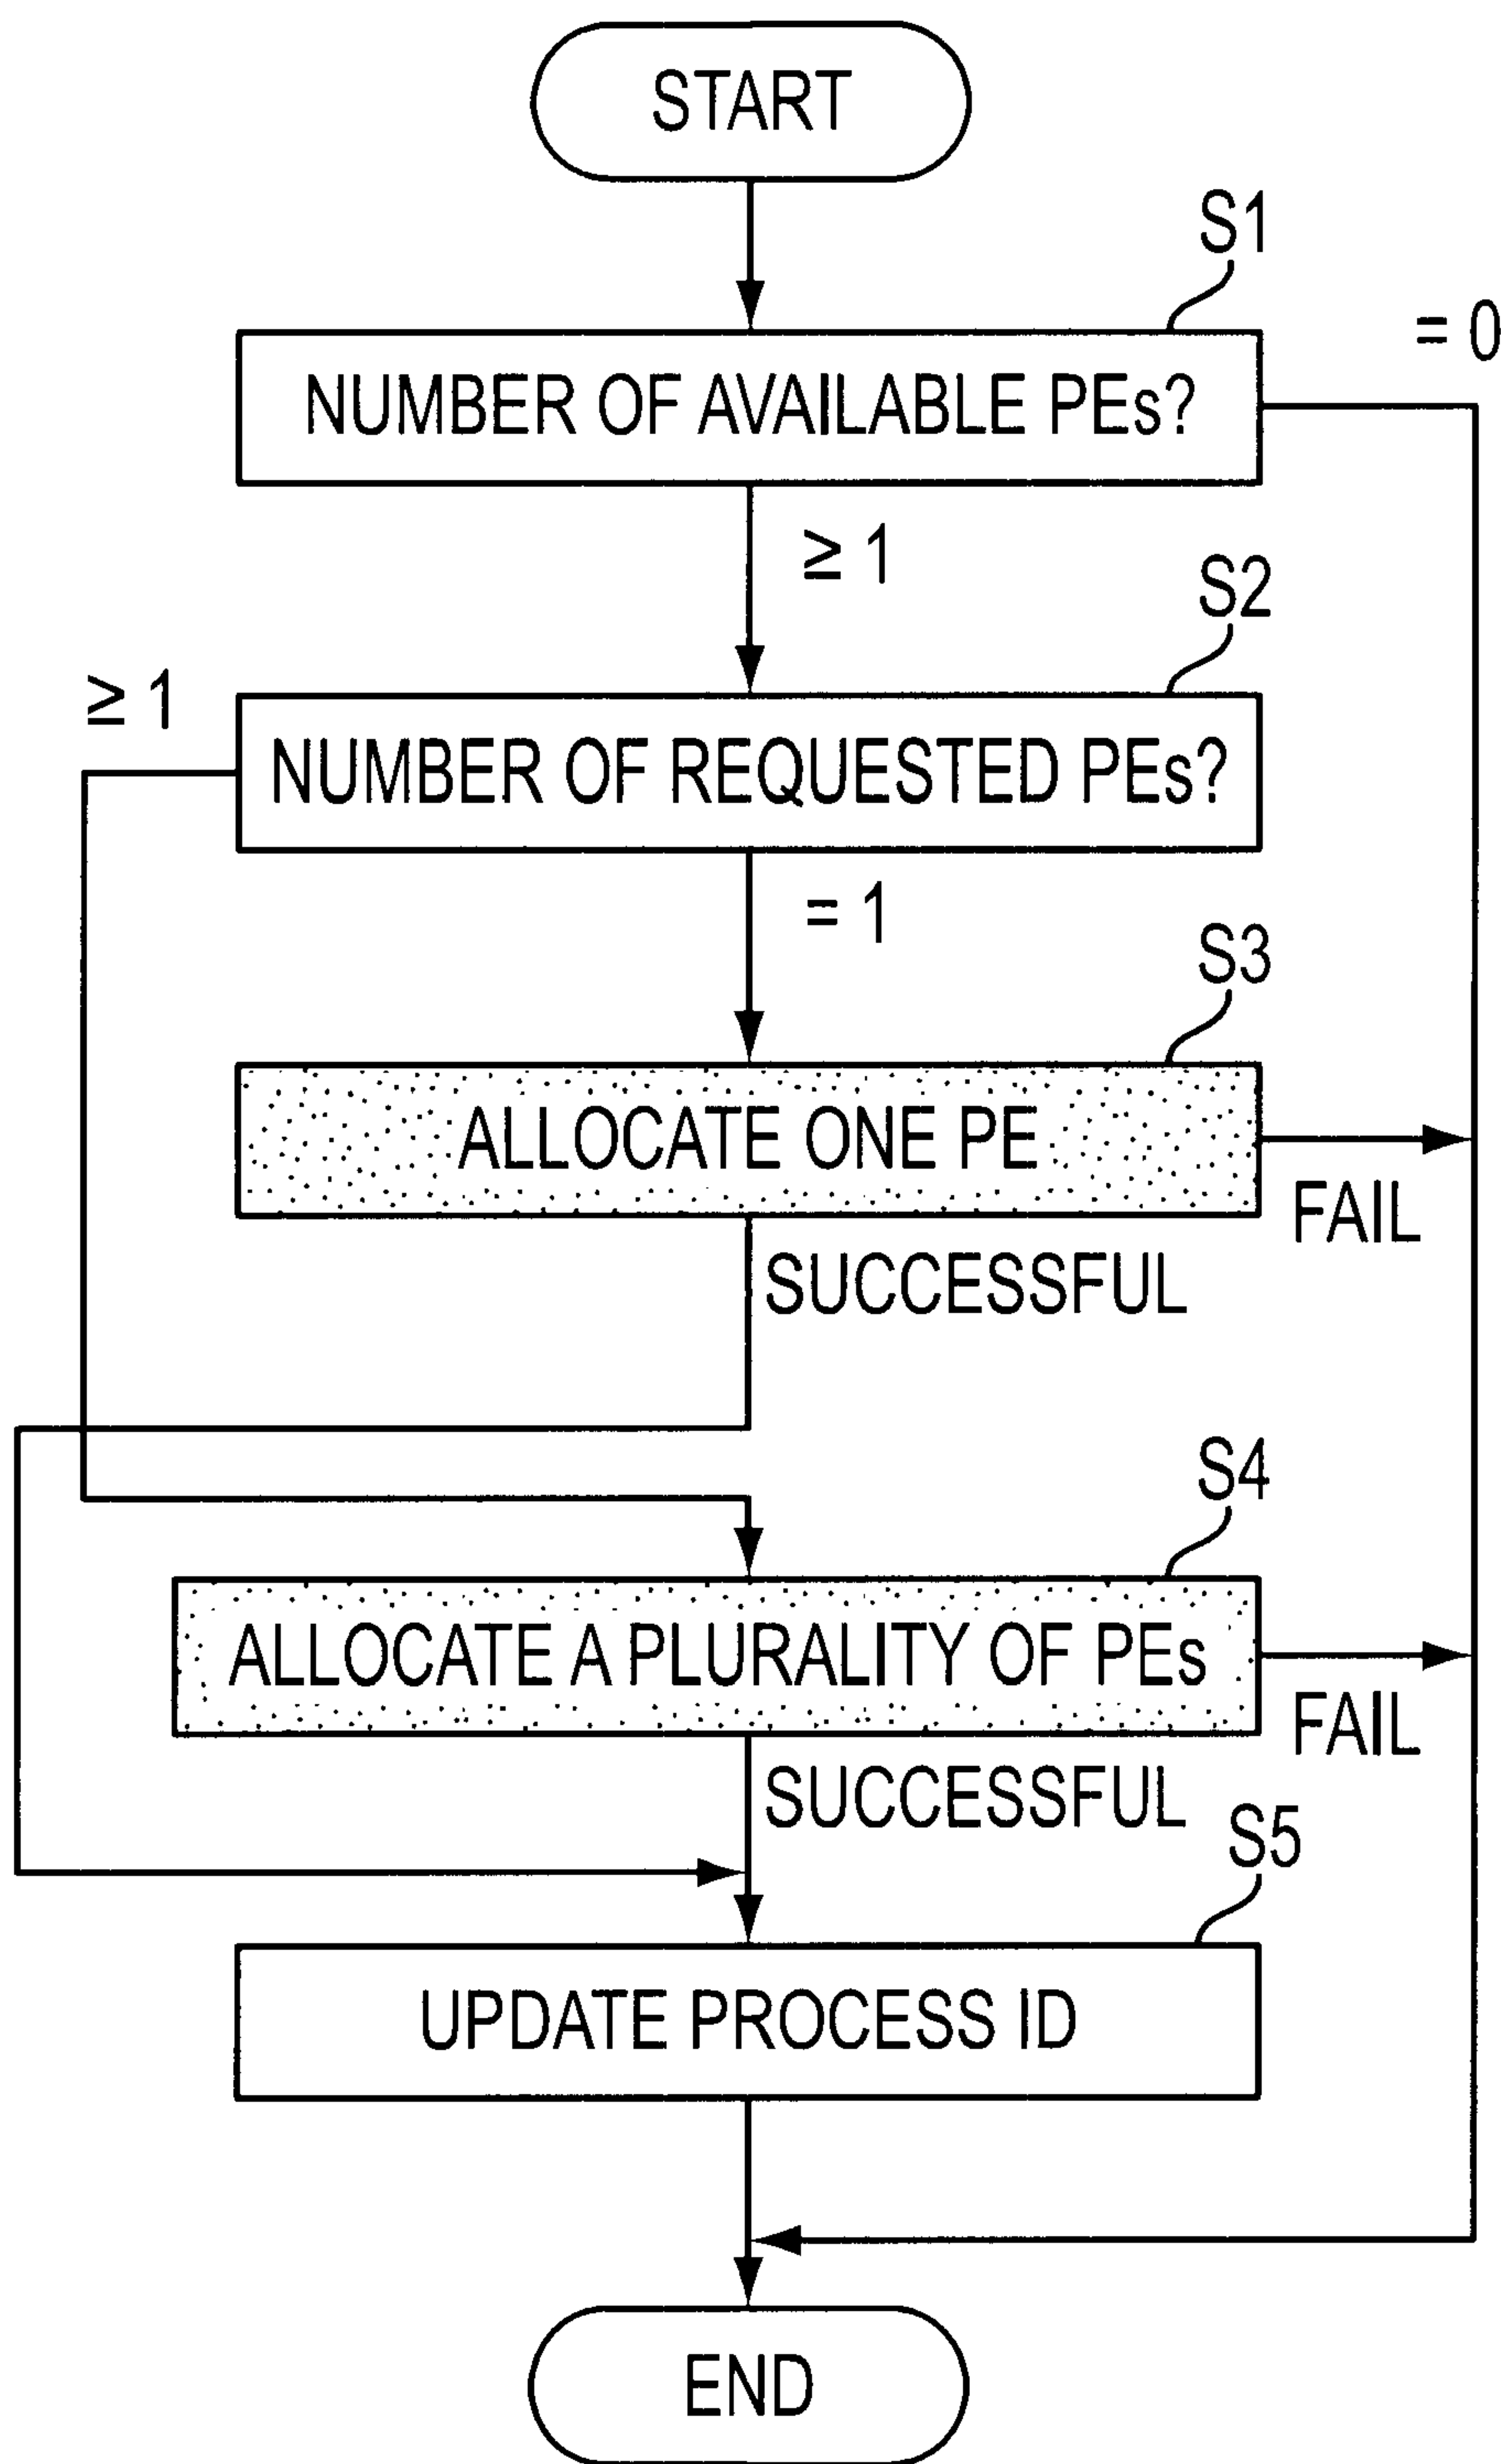 START
S1
= 0
NUMBER OF AVAILABLE PEs?
≥ 1
S2
≥ 1
NUMBER OF REQUESTED PEs?
= 1
S3
ALLOCATE ONE PE
FAIL
SUCCESSFUL
S4
ALLOCATE A PLURALITY OF PEs
FAIL
SUCCESSFUL
S5
UPDATE PROCESS ID
END